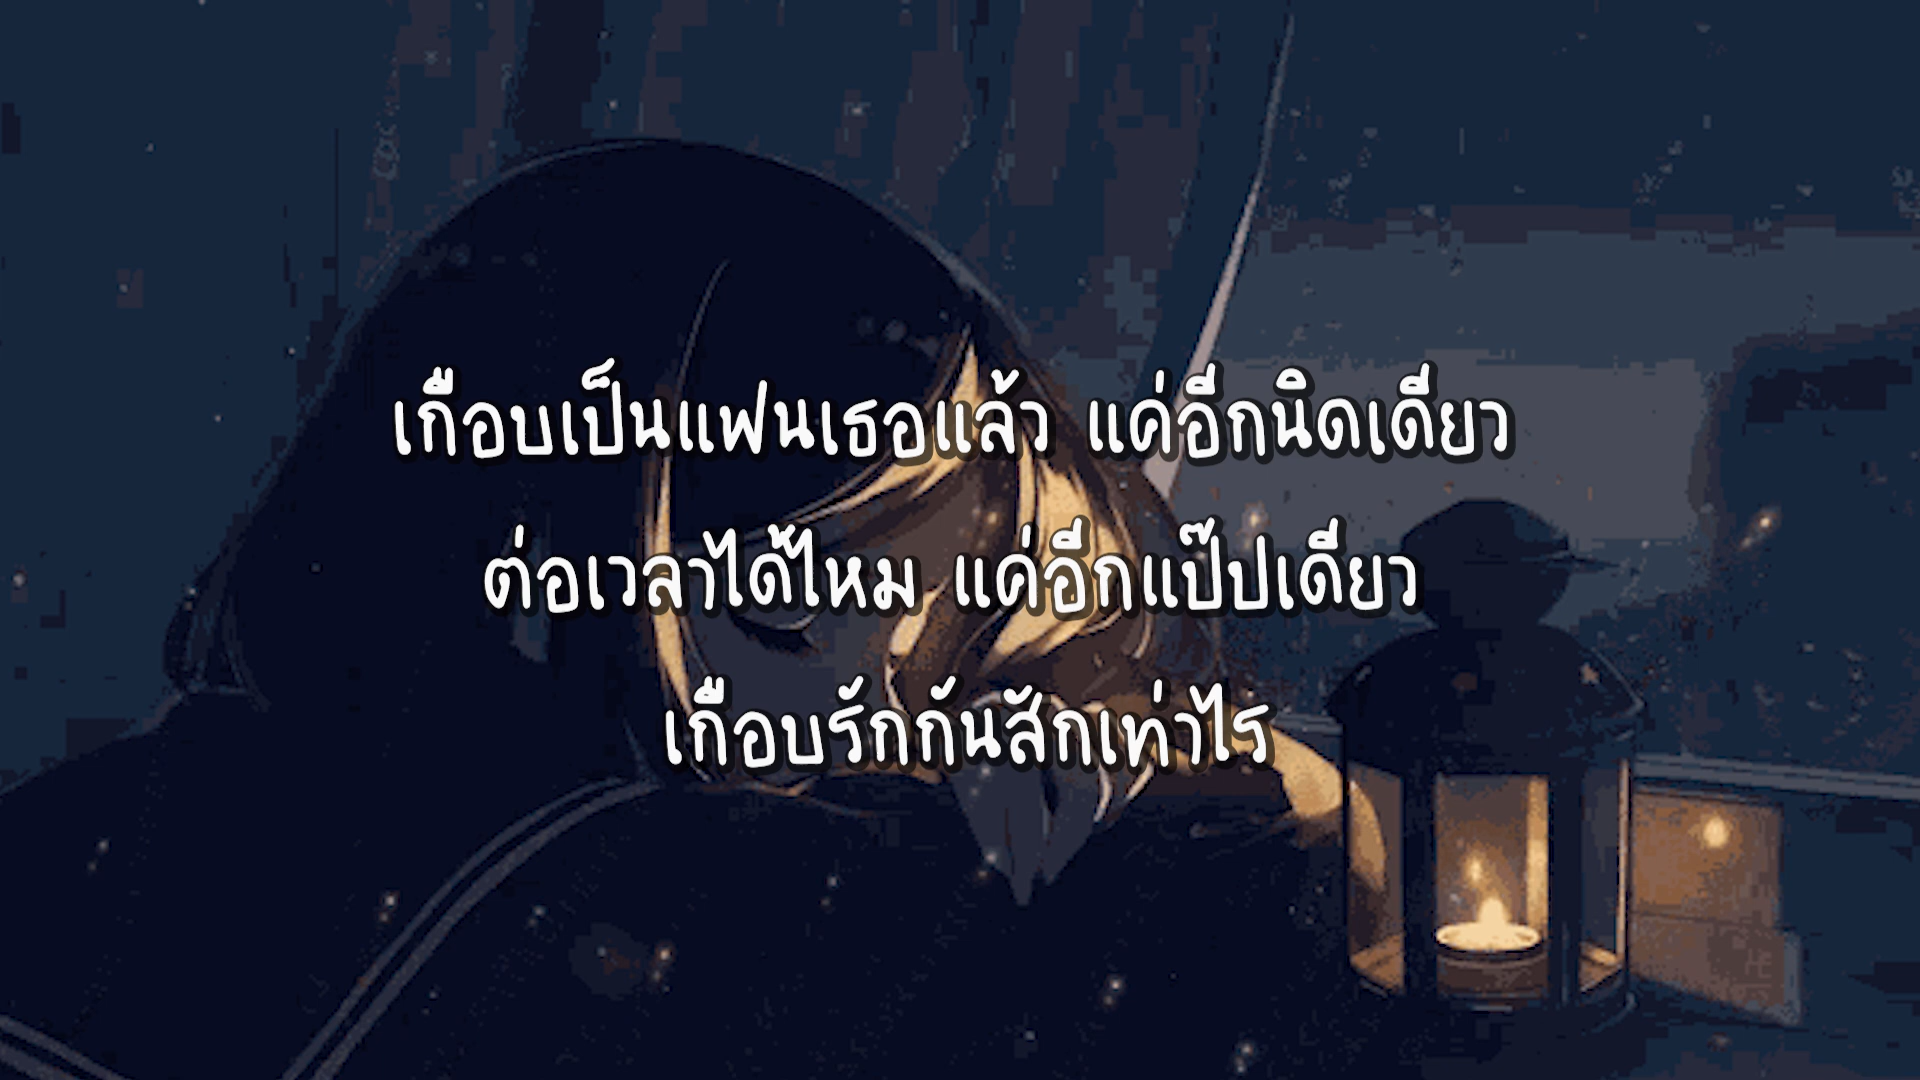 เกือบเป็นแฟนเธอแล้ว แค่อีกนิดเดียว
ต่อเวลาได้ไหม แค่อีกแป๊ปเดียว
เกือบรักกันสักเท่าไร